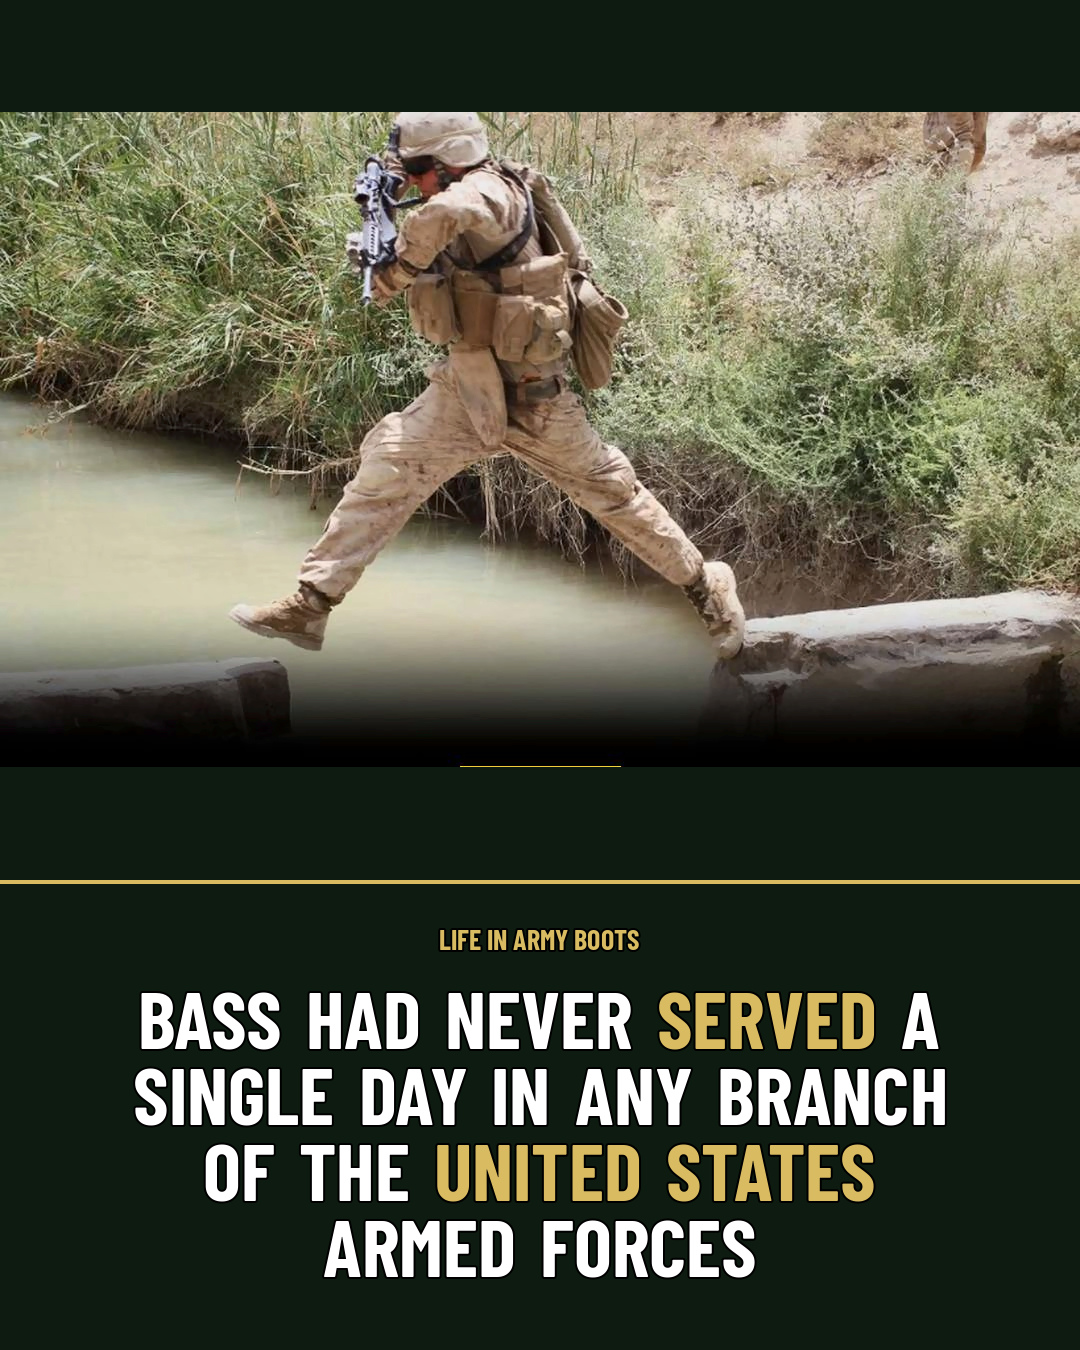 LIFE IN ARMY BOOTS
BASS HAD NEVER SERVED A
SINGLE DAY IN ANY BRANCH
OF THE UNITED STATES
ARMED FORCES